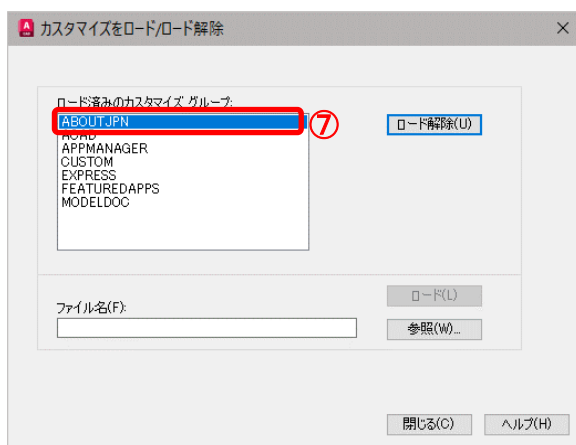 カスタマイズをロード/ロード解除
ロード済みのカスタマイズ グループ:
ABOUTJPN
ACAD
APPMANAGER
CUSTOM
EXPRESS
FEATUREDAPPS
MODELDOC
⑦
ロード解除(U)
ロード(L)
ファイル名(F):
参照(W)...
閉じる(C)
ヘルプ(H)